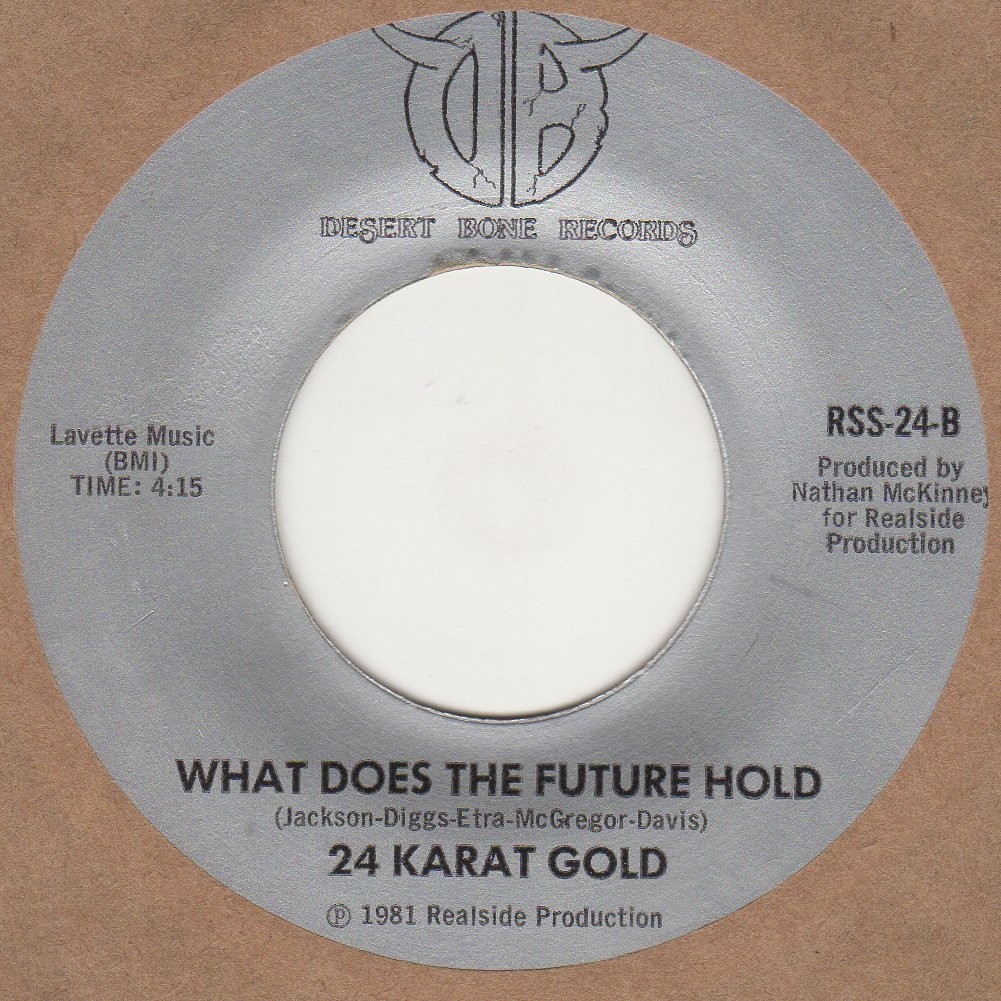 DB
DESERT BONE RECORDS
Lavette Music
(BMI)
TIME: 4:15
RSS-24-B
Produced by
Nathan McKinney
for Realside
Production
WHAT DOES THE FUTURE HOLD
(Jackson-Diggs-Etra-McGregor-Davis)
24 KARAT GOLD
℗ 1981 Realside Production